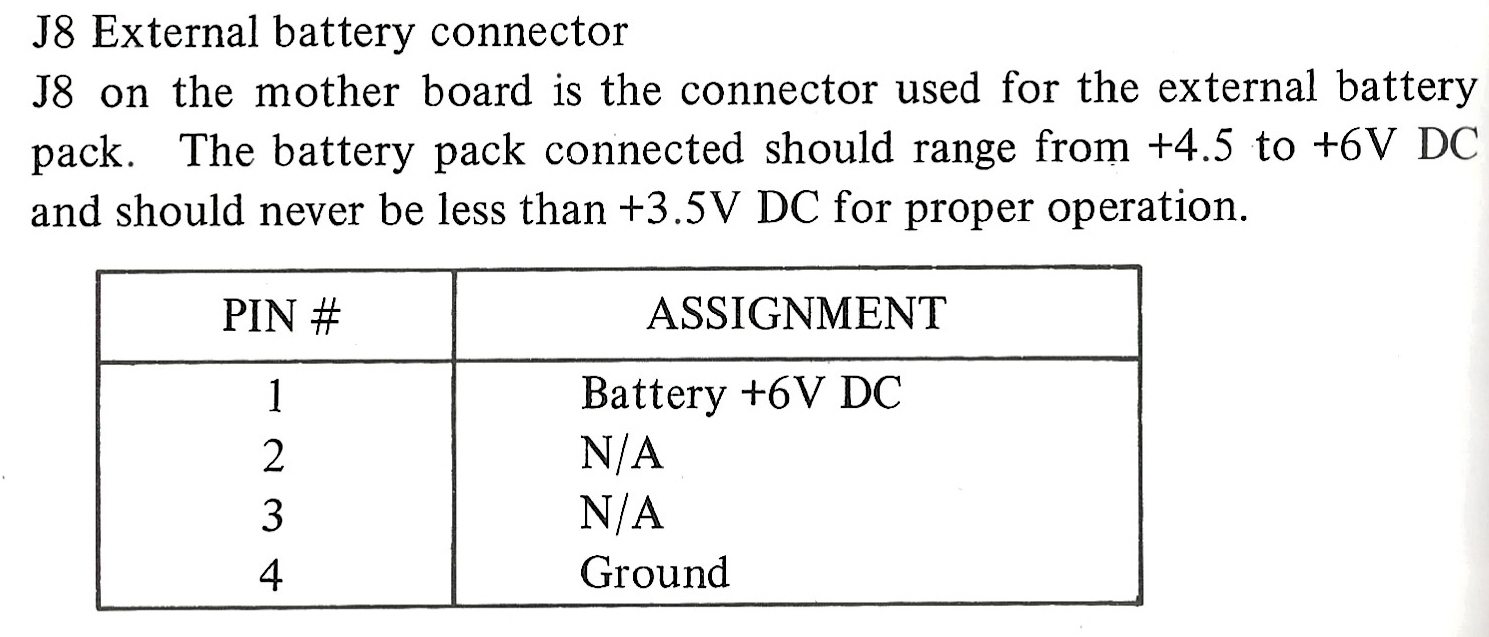 J8 External battery connector
J8 on the mother board is the connector used for the external battery
pack. The battery pack connected should range from +4.5 to +6V DC
and should never be less than +3.5V DC for proper operation.
PIN # ASSIGNMENT
1 Battery +6V DC
2 N/A
3 N/A
4 Ground